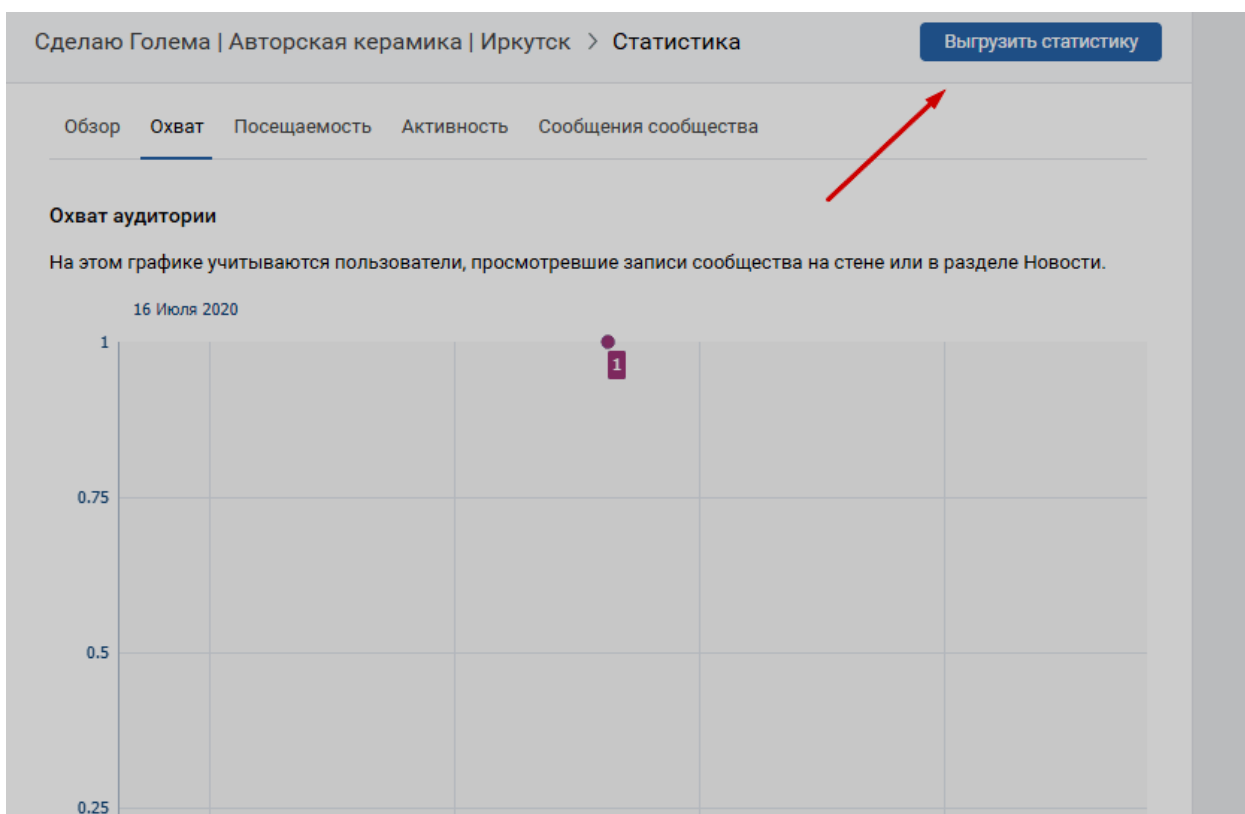 Сделаю Голема | Авторская керамика | Иркутск > Статистика
Выгрузить статистику
Обзор Охват Посещаемость Активность Сообщения сообщества
Охват аудитории
На этом графике учитываются пользователи, просмотревшие записи сообщества на стене или в разделе Новости.
16 Июля 2020
1
1
0.75
0.5
0.25